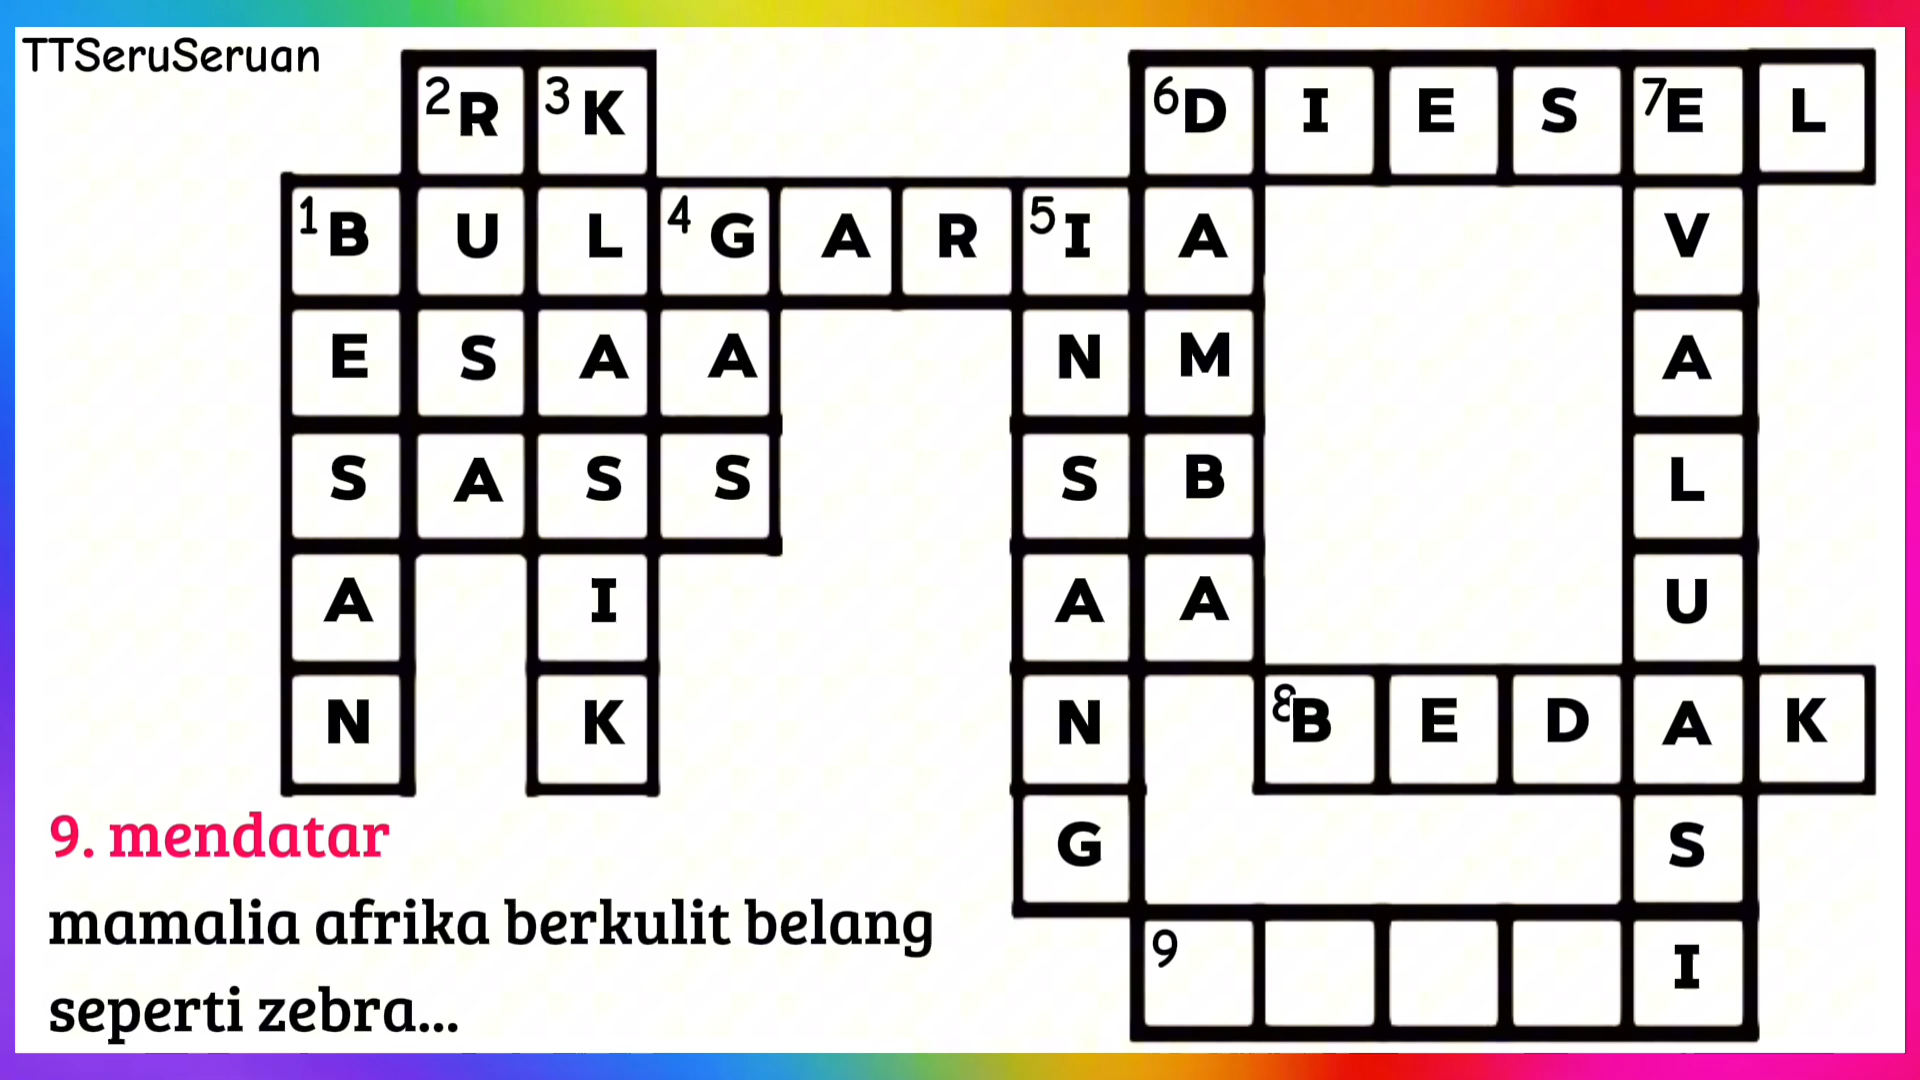 TTSeruSeruan
2R 3K 6D I E S 7E L
1B U L 4G A R 5I A V
E S A A N M A
S A S S S B L
A I A A U
N K N 8B E D A K
G S
9 I
9. mendatar
mamalia afrika berkulit belang
seperti zebra...